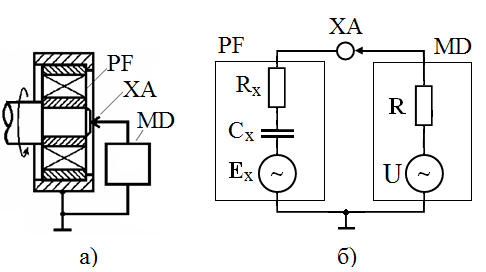 PF
XA
MD
а)
XA
PF
MD
Rx
Cx
Ex
~
R
U
~
б)